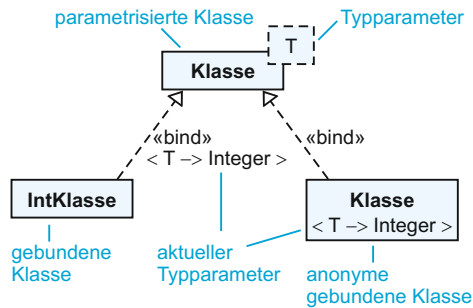 parametrisierte Klasse
Typparameter
T
Klasse
«bind»
«bind»
< T –> Integer >
IntKlasse
Klasse
< T –> Integer >
gebundene
Klasse
aktueller
Typparameter
anonyme
gebundene Klasse